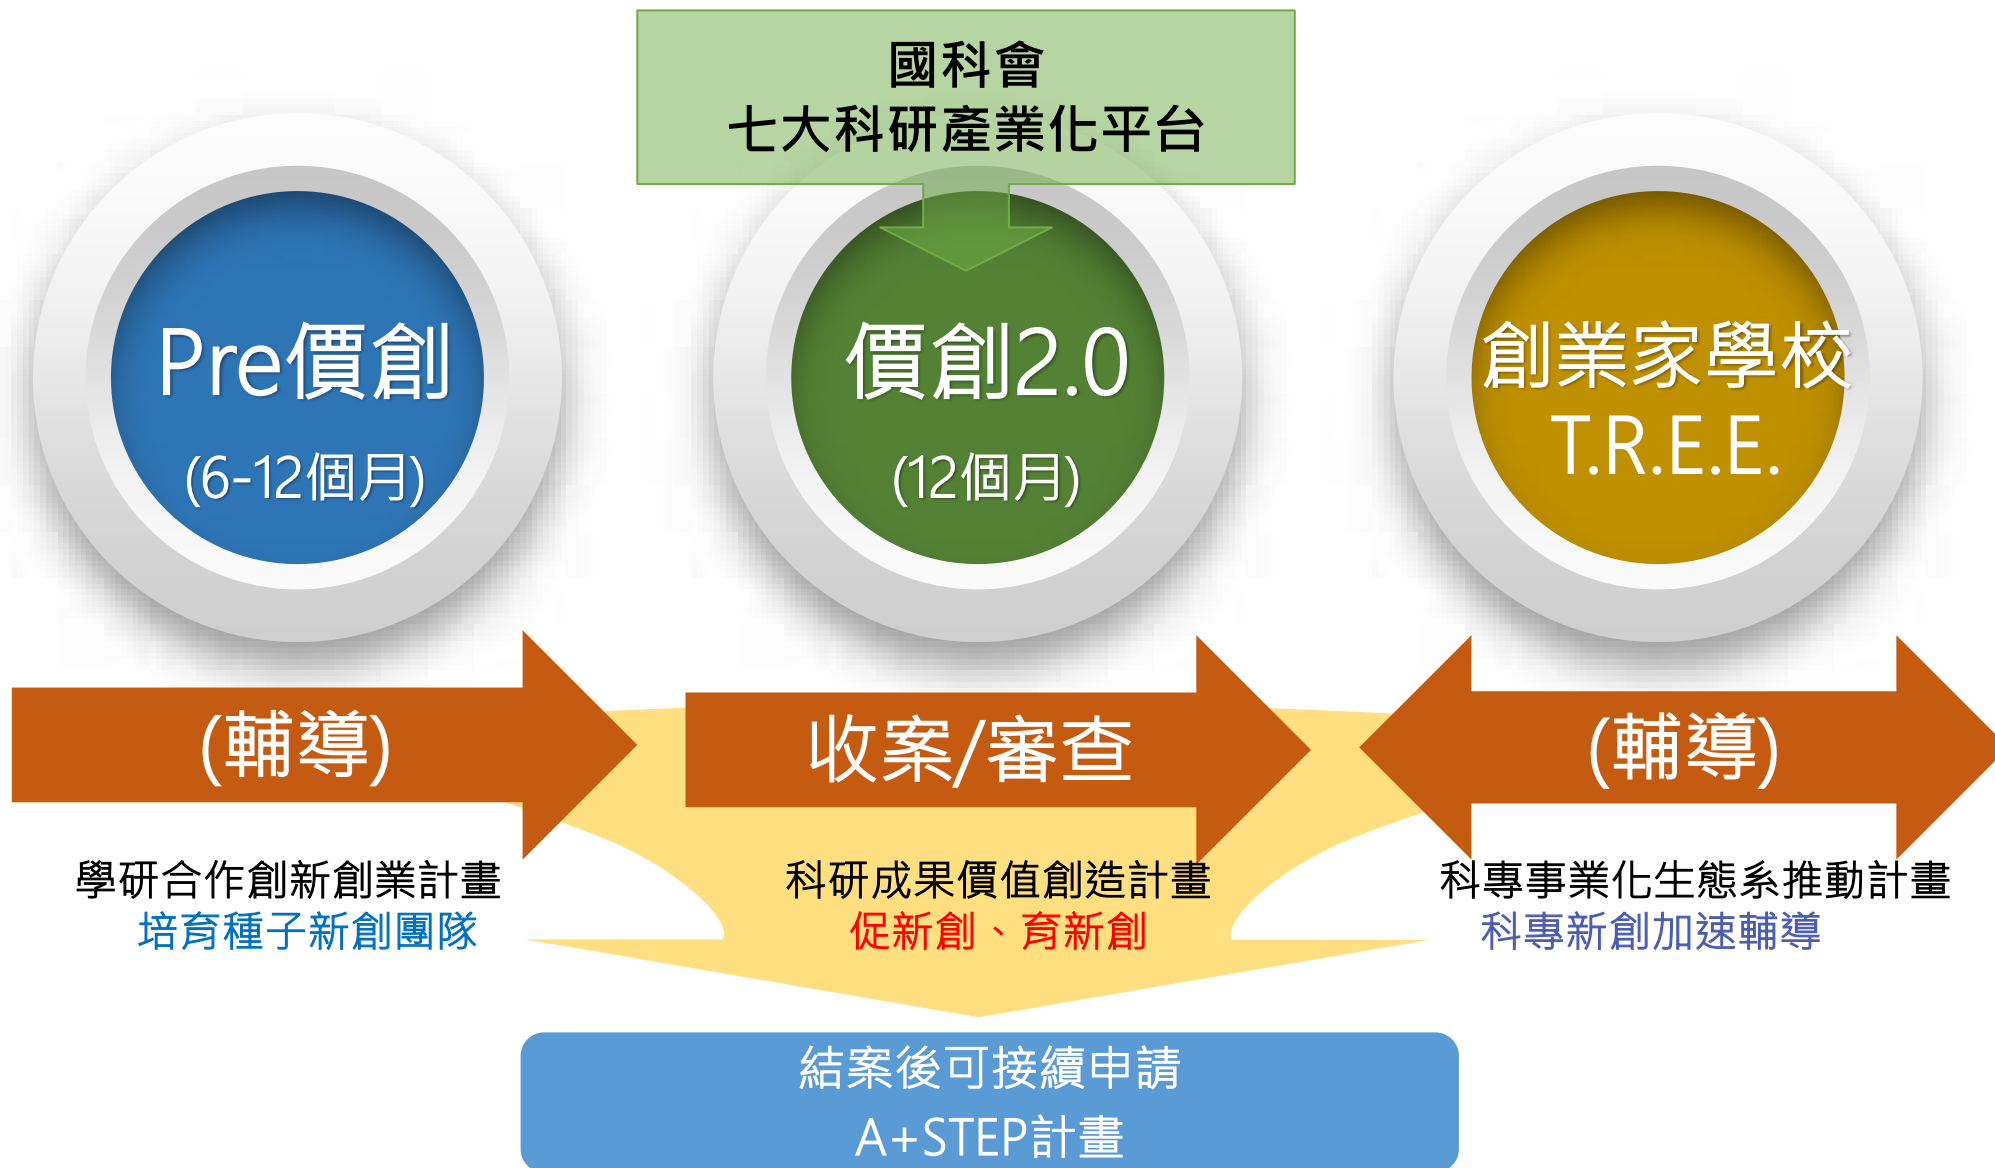 國科會
七大科研產業化平台
Pre價創
(6-12個月)
價創2.0
(12個月)
創業家學校
T.R.E.E.
(輔導)
收案/審查
(輔導)
學研合作創新創業計畫
培育種子新創團隊
科研成果價值創造計畫
促新創、育新創
科專事業化生態系推動計畫
科專新創加速輔導
結案後可接續申請
A+STEP計畫